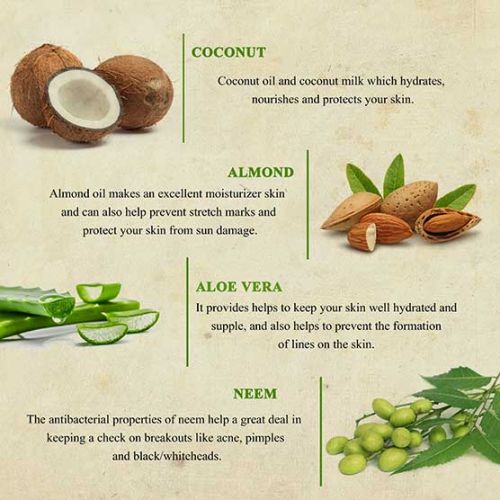 COCONUT
Coconut oil and coconut milk which hydrates,
nourishes and protects your skin.
ALMOND
Almond oil makes an excellent moisturizer skin
and can also help prevent stretch marks and
protect your skin from sun damage.
ALOE VERA
It provides helps to keep your skin well hydrated and
supple, and also helps to prevent the formation
of lines on the skin.
NEEM
The antibacterial properties of neem help a great deal in
keeping a check on breakouts like acne, pimples
and black/whiteheads.